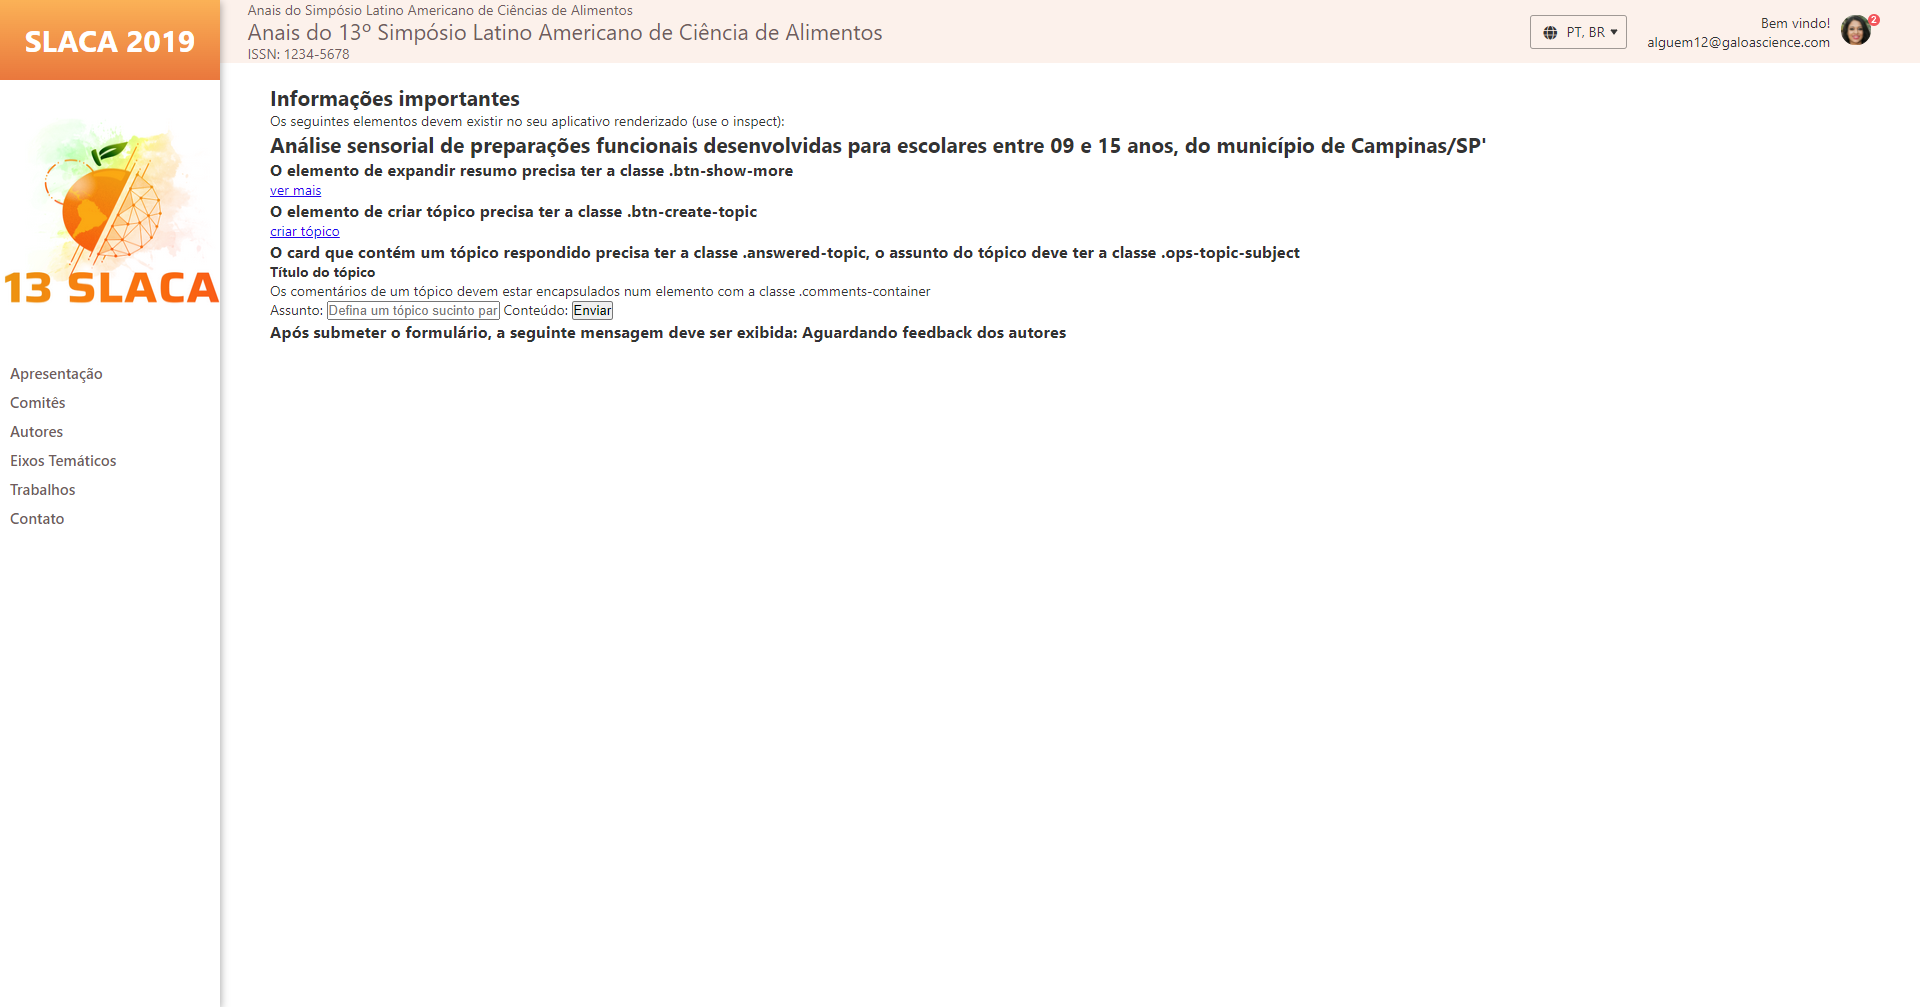 SLACA 2019
Anais do Simpósio Latino Americano de Ciências de Alimentos
Anais do 13º Simpósio Latino Americano de Ciência de Alimentos
ISSN: 1234-5678
PT, BR
Bem vindo!
alguem12@galoascience.com
2
13 SLACA
Apresentação
Comitês
Autores
Eixos Temáticos
Trabalhos
Contato
Informações importantes
Os seguintes elementos devem existir no seu aplicativo renderizado (use o inspect):
Análise sensorial de preparações funcionais desenvolvidas para escolares entre 09 e 15 anos, do município de Campinas/SP'
O elemento de expandir resumo precisa ter a classe .btn-show-more
ver mais
O elemento de criar tópico precisa ter a classe .btn-create-topic
criar tópico
O card que contém um tópico respondido precisa ter a classe .answered-topic, o assunto do tópico deve ter a classe .ops-topic-subject
Título do tópico
Os comentários de um tópico devem estar encapsulados num elemento com a classe .comments-container
Assunto: Defina um tópico sucinto par Conteúdo: Enviar
Após submeter o formulário, a seguinte mensagem deve ser exibida: Aguardando feedback dos autores